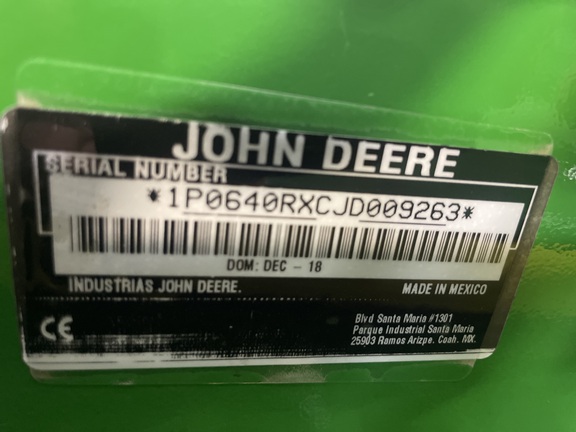 JOHN DEERE
SERIAL NUMBER
*1P0640RXCJD009263*
DOM: DEC - 18
INDUSTRIAS JOHN DEERE.
MADE IN MEXICO
CE
Blvd Santa Maria #1301
Parque Industrial Santa Maria
25903 Ramos Arizpe. Coah. MX.